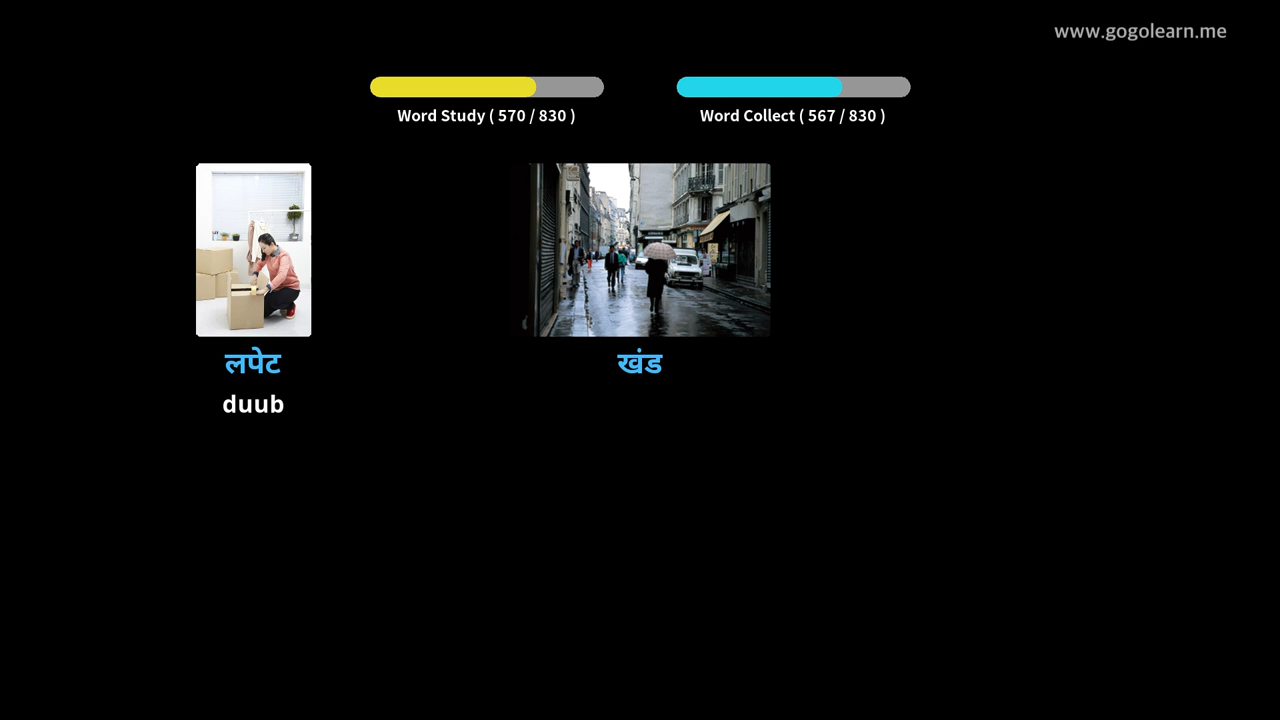 www.gogolearn.me
Word Study ( 570 / 830 )
Word Collect ( 567 / 830 )
लपेट
खंड
duub